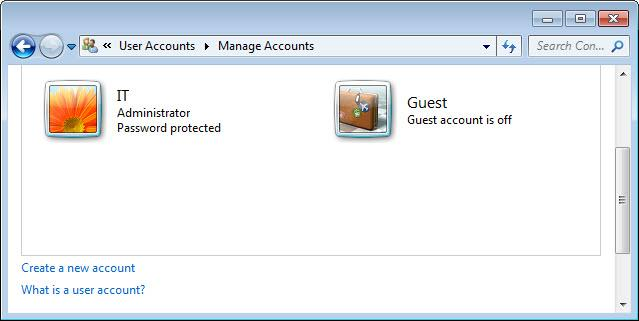 « User Accounts ▸ Manage Accounts
Search Con...
IT
Administrator
Password protected
Guest
Guest account is off
Create a new account
What is a user account?